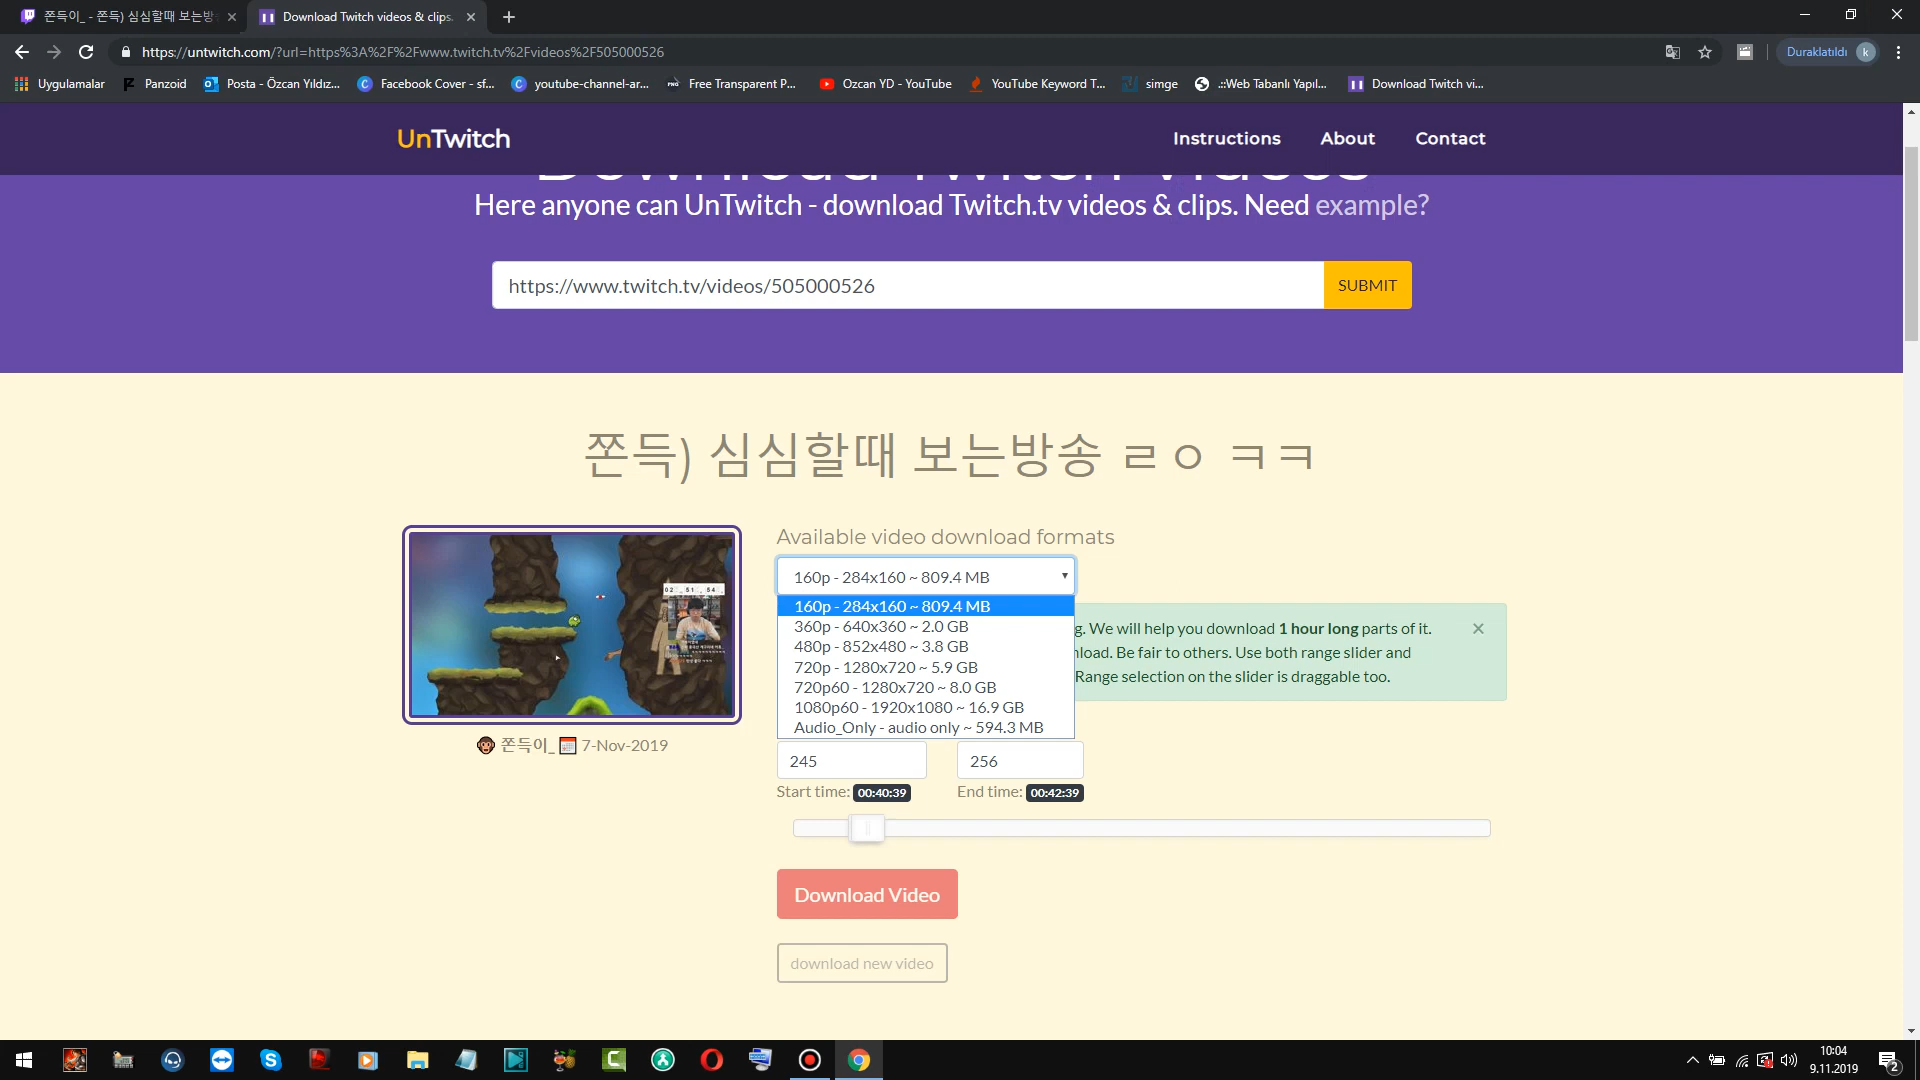 쫀득이_ - 쫀득) 심심할때 보는방
Download Twitch videos & clips.
https://untwitch.com/?url=https%3A%2F%2Fwww.twitch.tv%2Fvideos%2F505000526
Duraklatıldı
k
Uygulamalar
Panzoid
Posta - Özcan Yıldız...
Facebook Cover - sf...
youtube-channel-ar...
Free Transparent P...
Ozcan YD - YouTube
YouTube Keyword T...
simge
.::Web Tabanlı Yapıl...
Download Twitch vi...
UnTwitch
Instructions
About
Contact
Download Twitch Videos
Here anyone can UnTwitch - download Twitch.tv videos & clips. Need example?
https://www.twitch.tv/videos/505000526
SUBMIT
쫀득) 심심할때 보는방송 ㄹㅇ ㅋㅋ
Available video download formats
160p - 284x160 ~ 809.4 MB
160p - 284x160 ~ 809.4 MB
360p - 640x360 ~ 2.0 GB
480p - 852x480 ~ 3.8 GB
720p - 1280x720 ~ 5.9 GB
720p60 - 1280x720 ~ 8.0 GB
1080p60 - 1920x1080 ~ 16.9 GB
Audio_Only - audio only ~ 594.3 MB
g. We will help you download 1 hour long parts of it.
nload. Be fair to others. Use both range slider and
Range selection on the slider is draggable too.
쫀득이_ 7-Nov-2019
245
256
Start time: 00:40:39
End time: 00:42:39
Download Video
download new video
10:04
9.11.2019
2